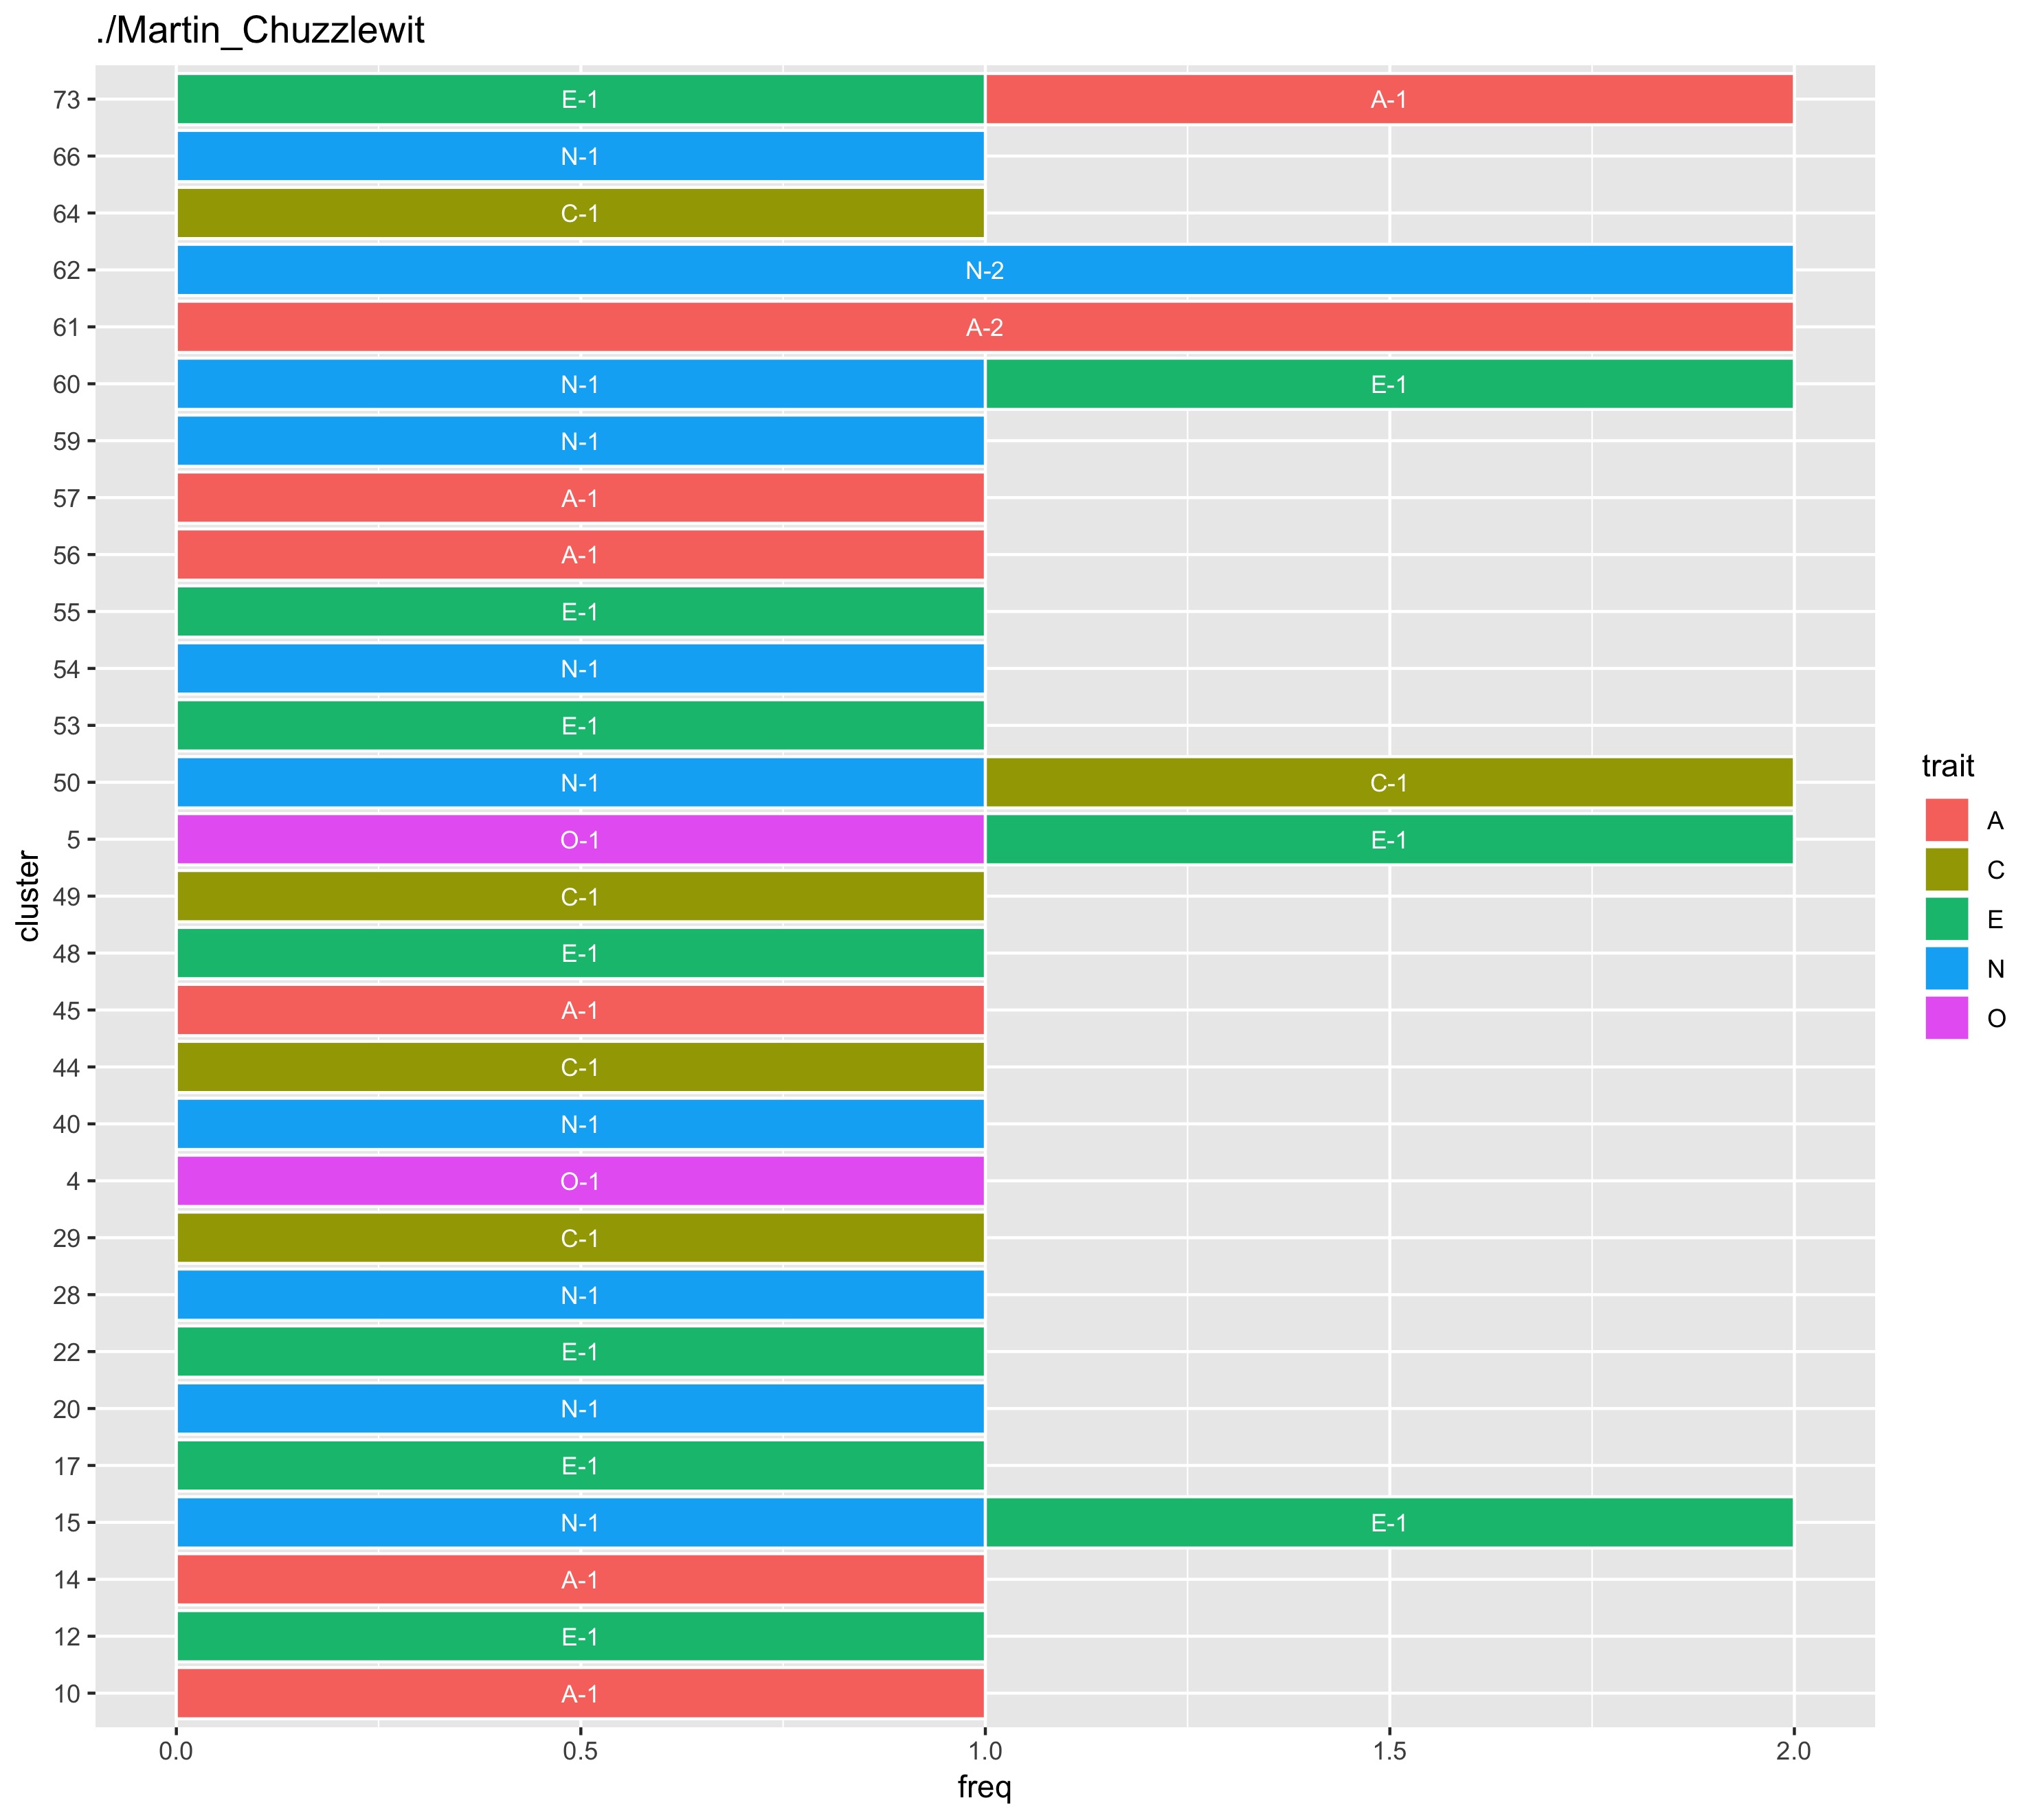 ./Martin_Chuzzlewit
73 E-1 A-1
66 N-1
64 C-1
62 N-2
61 A-2
60 N-1 E-1
59 N-1
57 A-1
56 A-1
55 E-1
54 N-1
53 E-1
50 N-1 C-1
5 O-1 E-1
49 C-1
48 E-1
45 A-1
44 C-1
40 N-1
4 O-1
29 C-1
28 N-1
22 E-1
20 N-1
17 E-1
15 N-1 E-1
14 A-1
12 E-1
10 A-1
0.0 0.5 1.0 1.5 2.0
freq
cluster
trait
A
C
E
N
O